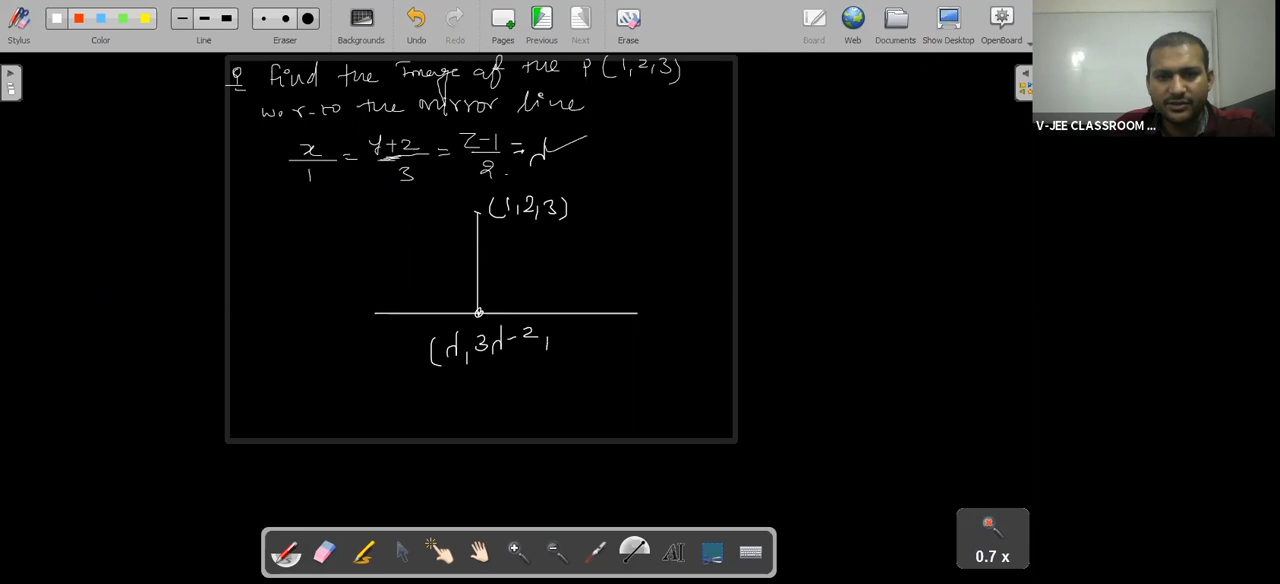 Stylus
Color
Line
Eraser
Backgrounds
Undo
Redo
Pages
Previous
Next
Erase
Board
Web
Documents
Show Desktop
OpenBoard
V-JEE CLASSROOM ...
Q Find the Image of the P(1,2,3)
w.r.to the mirror line
x/1 = y+2/3 = z-1/2 = λ
(1,2,3)
(λ, 3λ-2,
AI
0.7 x